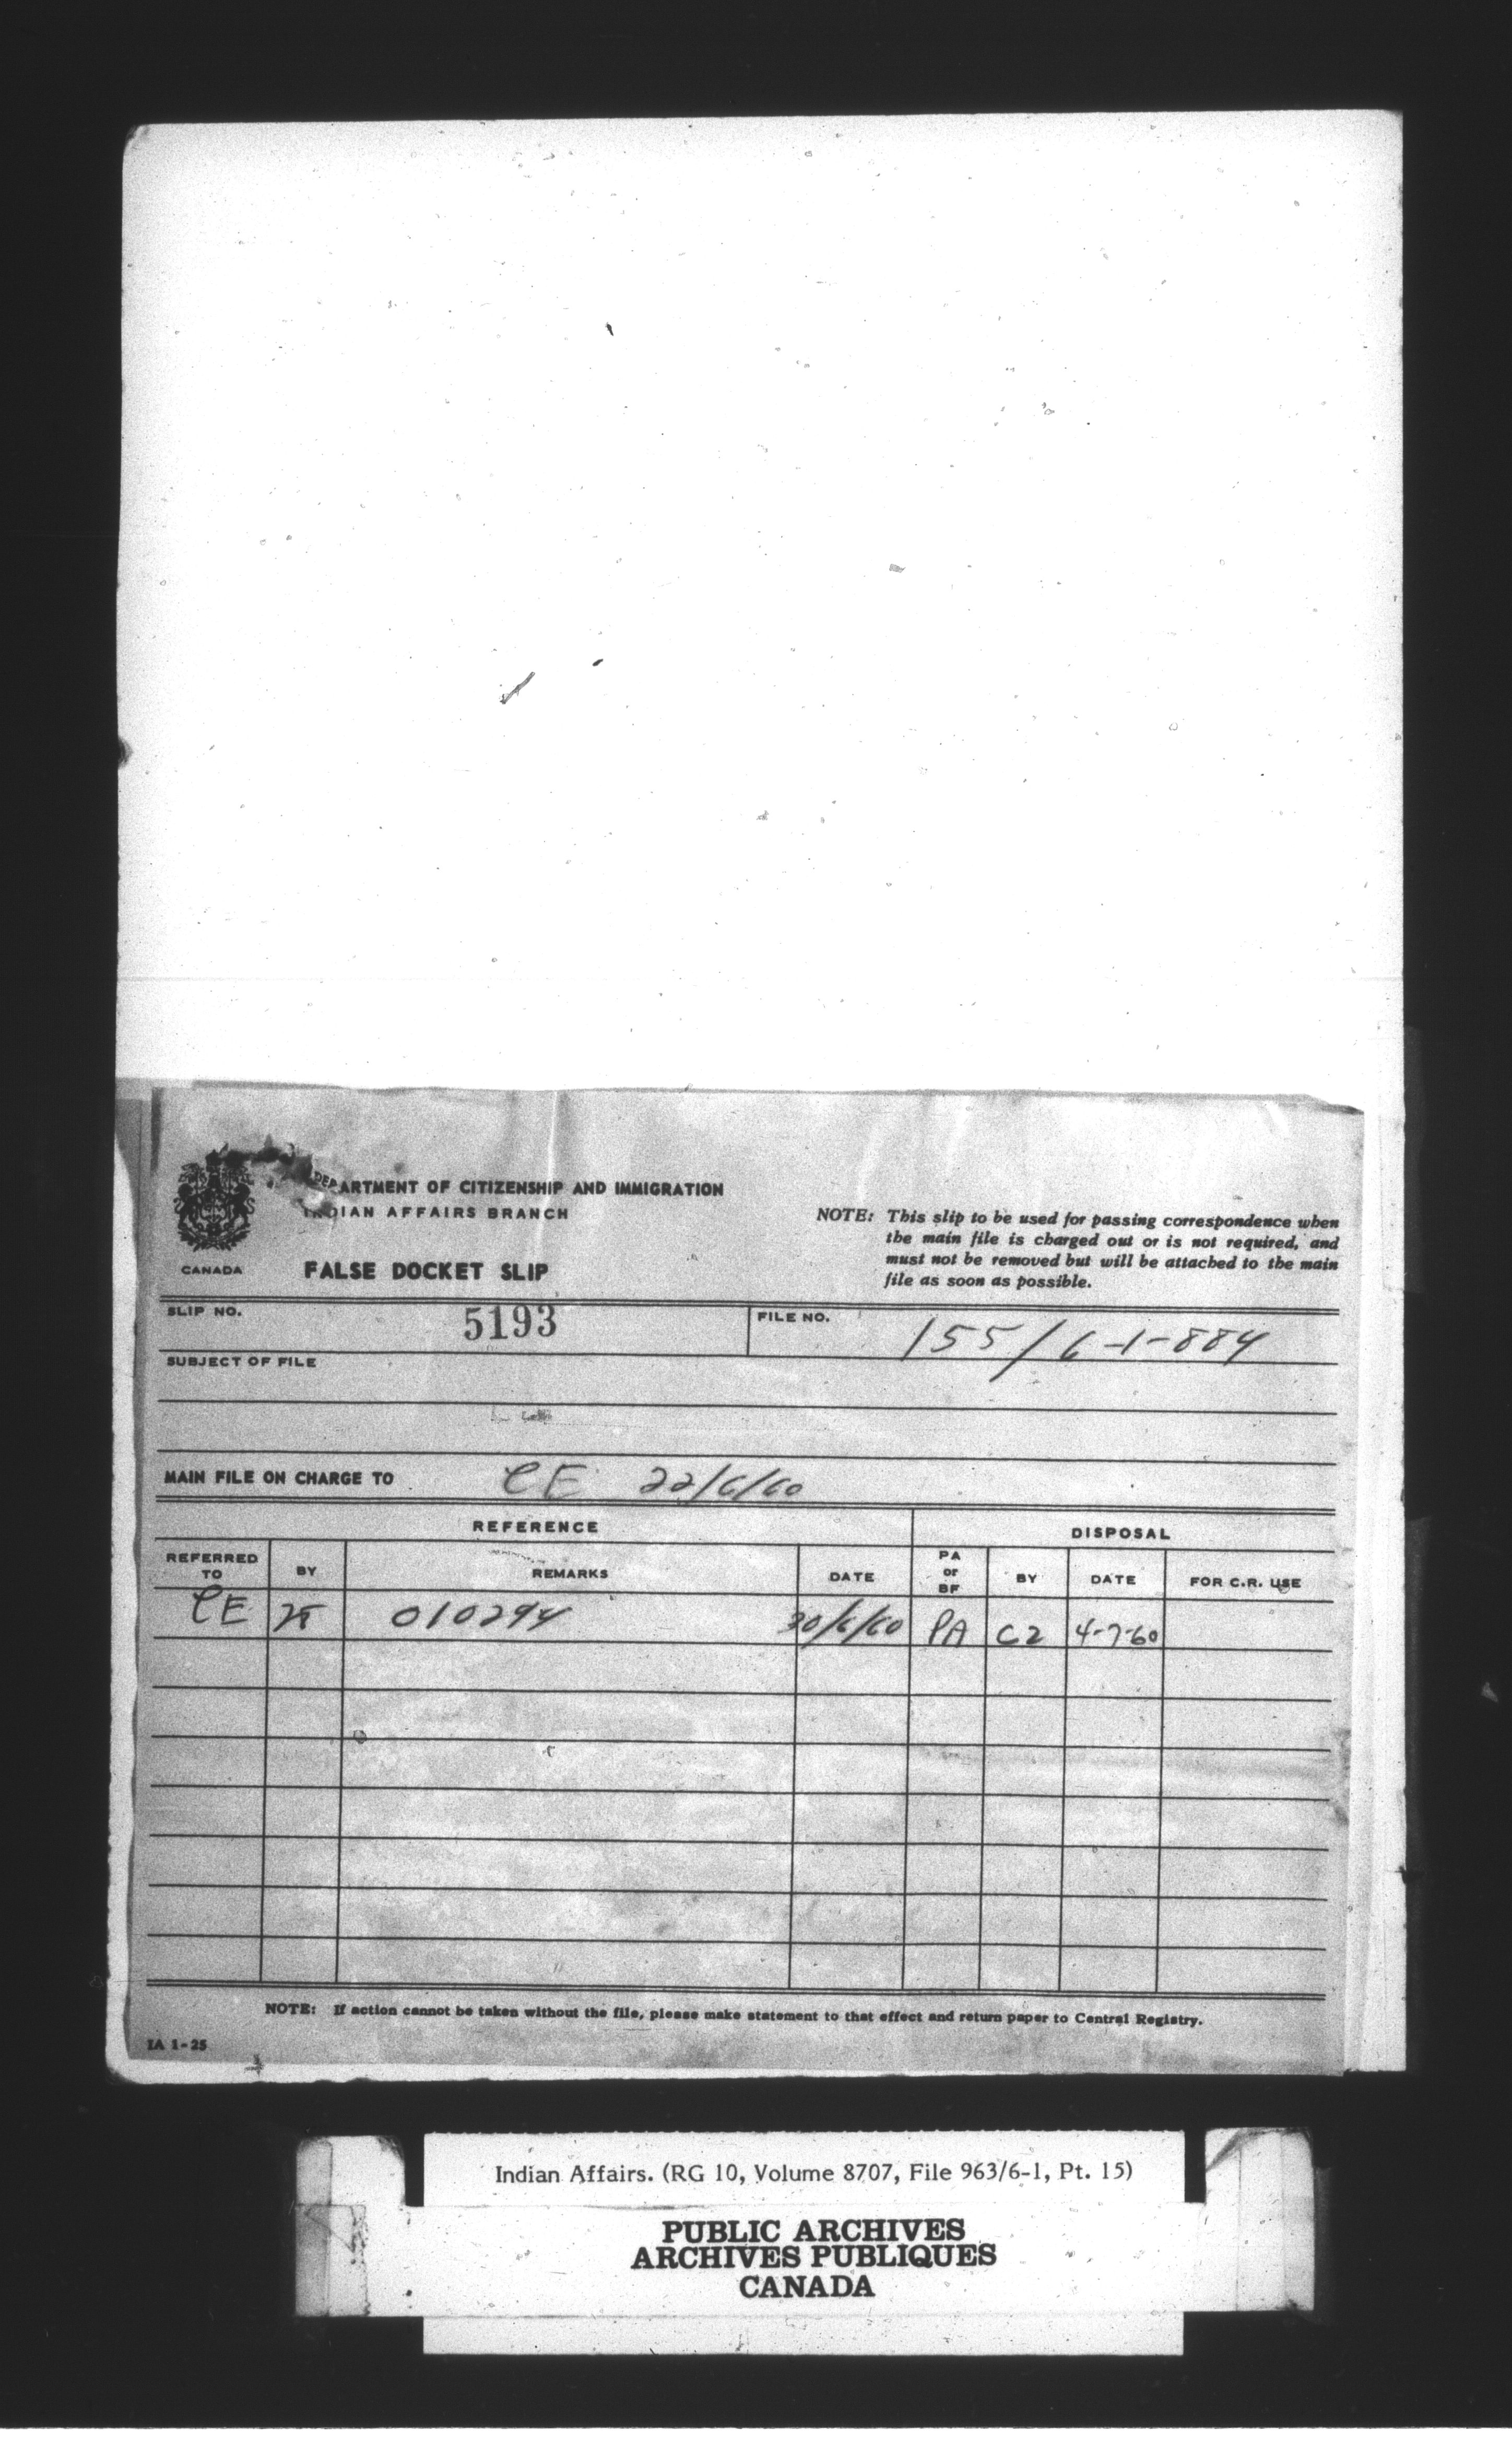 DEPARTMENT OF CITIZENSHIP AND IMMIGRATION
INDIAN AFFAIRS BRANCH
CANADA
FALSE DOCKET SLIP
NOTE: This slip to be used for passing correspondence when
the main file is charged out or is not required, and
must not be removed but will be attached to the main
file as soon as possible.
SLIP NO. 5193 FILE NO. 155/6-1-884
SUBJECT OF FILE
MAIN FILE ON CHARGE TO CE 22/6/60
REFERENCE DISPOSAL
REFERRED TO BY REMARKS DATE PA or BF BY DATE FOR C.R. USE
CE 010294 30/6/60 PA C2 4-7-60
NOTE: If action cannot be taken without the file, please make statement to that effect and return paper to Central Registry.
IA 1-25
Indian Affairs. (RG 10, Volume 8707, File 963/6-1, Pt. 15)
PUBLIC ARCHIVES
ARCHIVES PUBLIQUES
CANADA